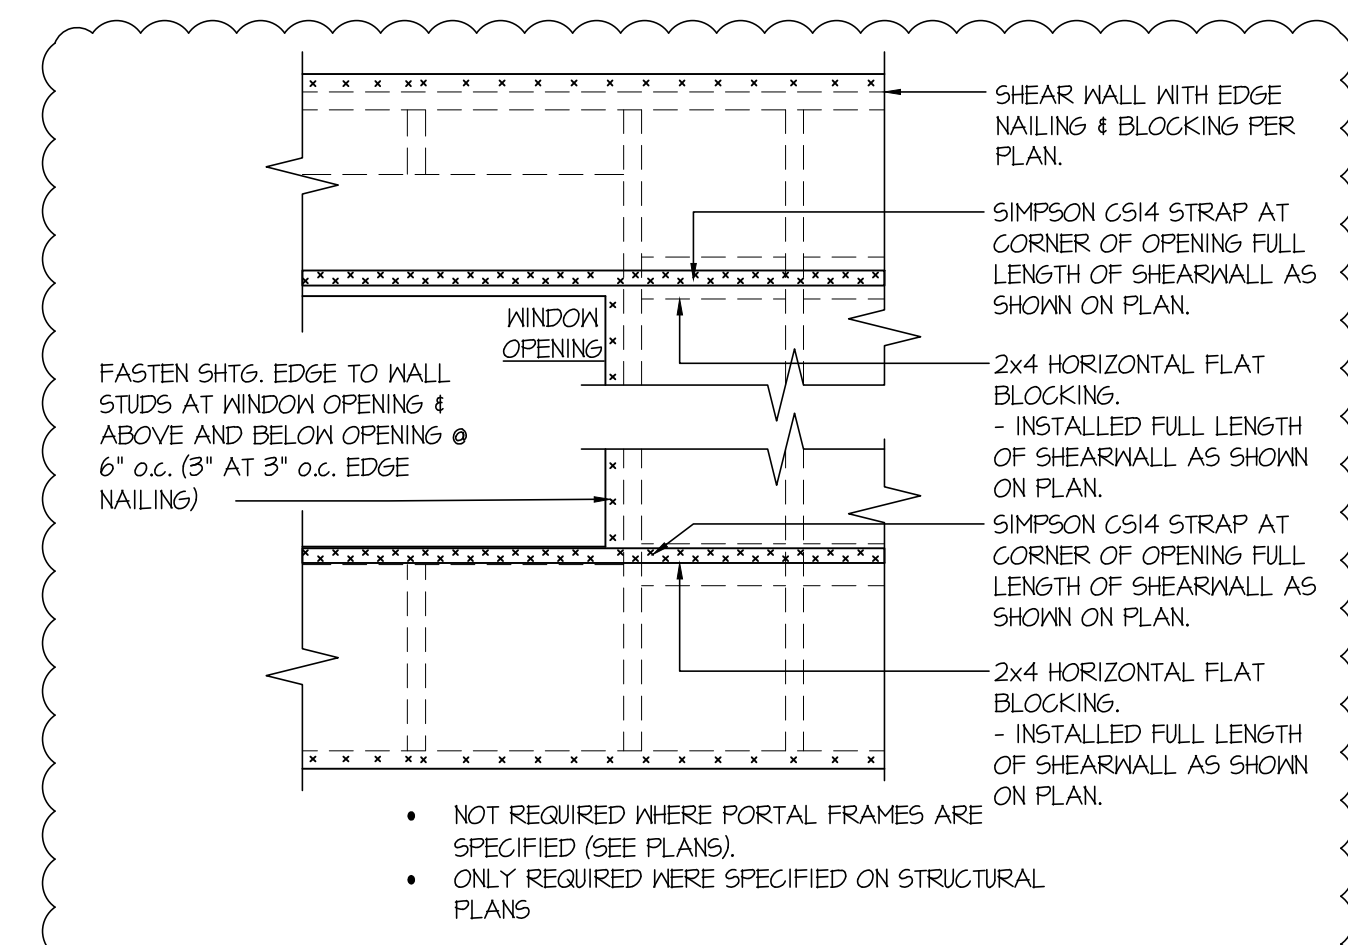 SHEAR WALL WITH EDGE
NAILING & BLOCKING PER
PLAN.
SIMPSON CS14 STRAP AT
CORNER OF OPENING FULL
LENGTH OF SHEARWALL AS
SHOWN ON PLAN.
WINDOW
OPENING
FASTEN SHTG. EDGE TO WALL
STUDS AT WINDOW OPENING &
ABOVE AND BELOW OPENING @
6" o.c. (3" AT 3" o.c. EDGE
NAILING)
2x4 HORIZONTAL FLAT
BLOCKING.
- INSTALLED FULL LENGTH
OF SHEARWALL AS SHOWN
ON PLAN.
SIMPSON CS14 STRAP AT
CORNER OF OPENING FULL
LENGTH OF SHEARWALL AS
SHOWN ON PLAN.
2x4 HORIZONTAL FLAT
BLOCKING.
- INSTALLED FULL LENGTH
OF SHEARWALL AS SHOWN
ON PLAN.
• NOT REQUIRED WHERE PORTAL FRAMES ARE
SPECIFIED (SEE PLANS).
• ONLY REQUIRED WERE SPECIFIED ON STRUCTURAL
PLANS